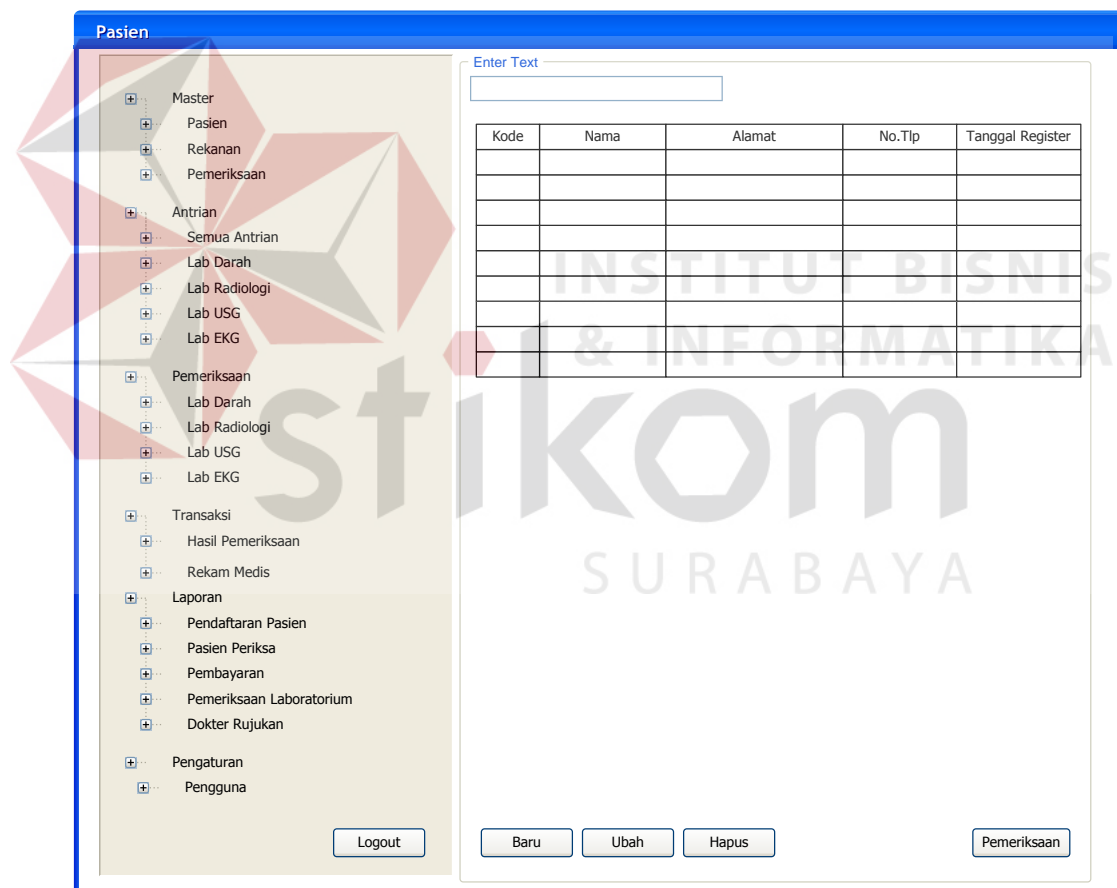 Pasien
Master
Pasien
Rekanan
Pemeriksaan
Antrian
Semua Antrian
Lab Darah
Lab Radiologi
Lab USG
Lab EKG
Pemeriksaan
Lab Darah
Lab Radiologi
Lab USG
Lab EKG
Transaksi
Hasil Pemeriksaan
Rekam Medis
Laporan
Pendaftaran Pasien
Pasien Periksa
Pembayaran
Pemeriksaan Laboratorium
Dokter Rujukan
Pengaturan
Pengguna
Logout
Enter Text
Kode Nama Alamat No.Tlp Tanggal Register
Baru Ubah Hapus Pemeriksaan
INSTITUT BISNIS
& INFORMATIKA
stikom
SURABAYA